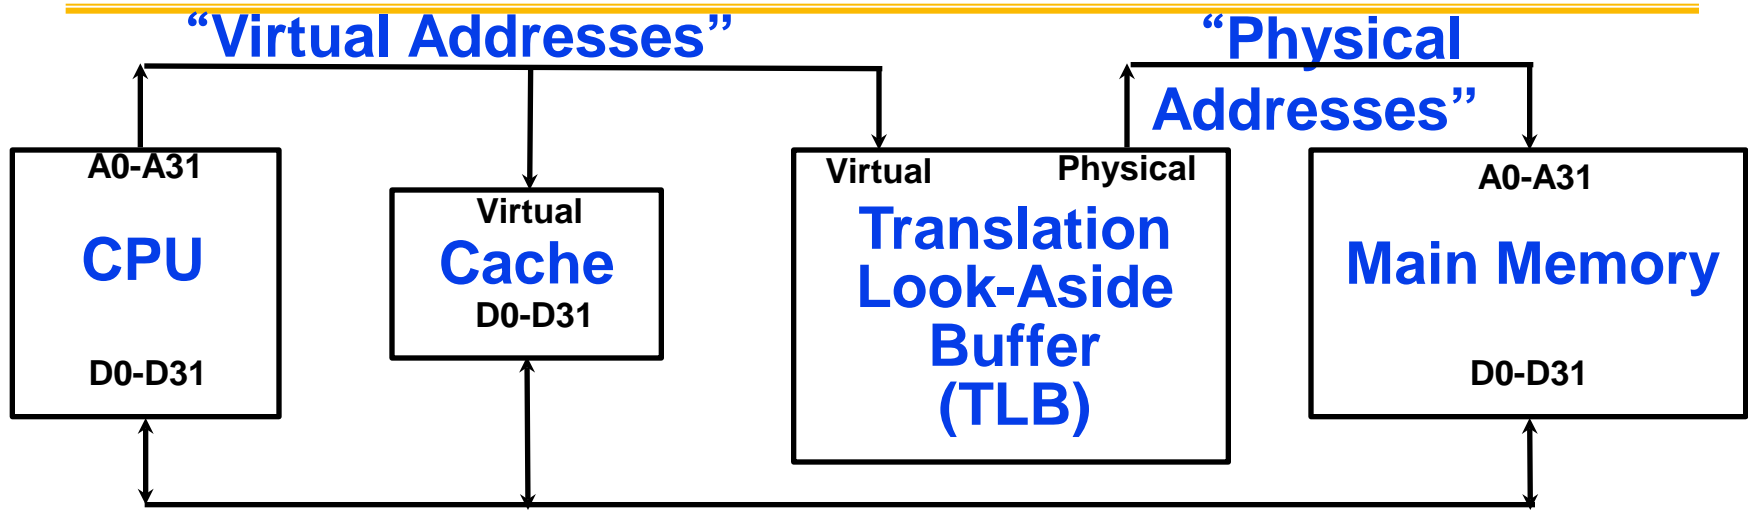 “Virtual Addresses”
“Physical
Addresses”
A0-A31
CPU
D0-D31
Virtual
Cache
D0-D31
Virtual
Physical
Translation
Look-Aside
Buffer
(TLB)
A0-A31
Main Memory
D0-D31